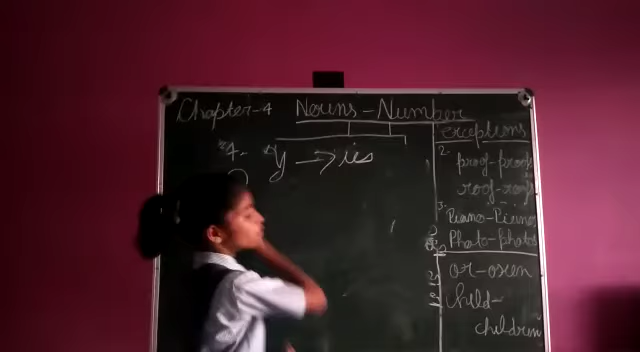 Chapter-4 Nouns-Number
"4. "y → ies
exceptions
2. proof-proofs
roof-roofs
3. Piano-Pianos
Photo-photos
ox-oxen
child-
children